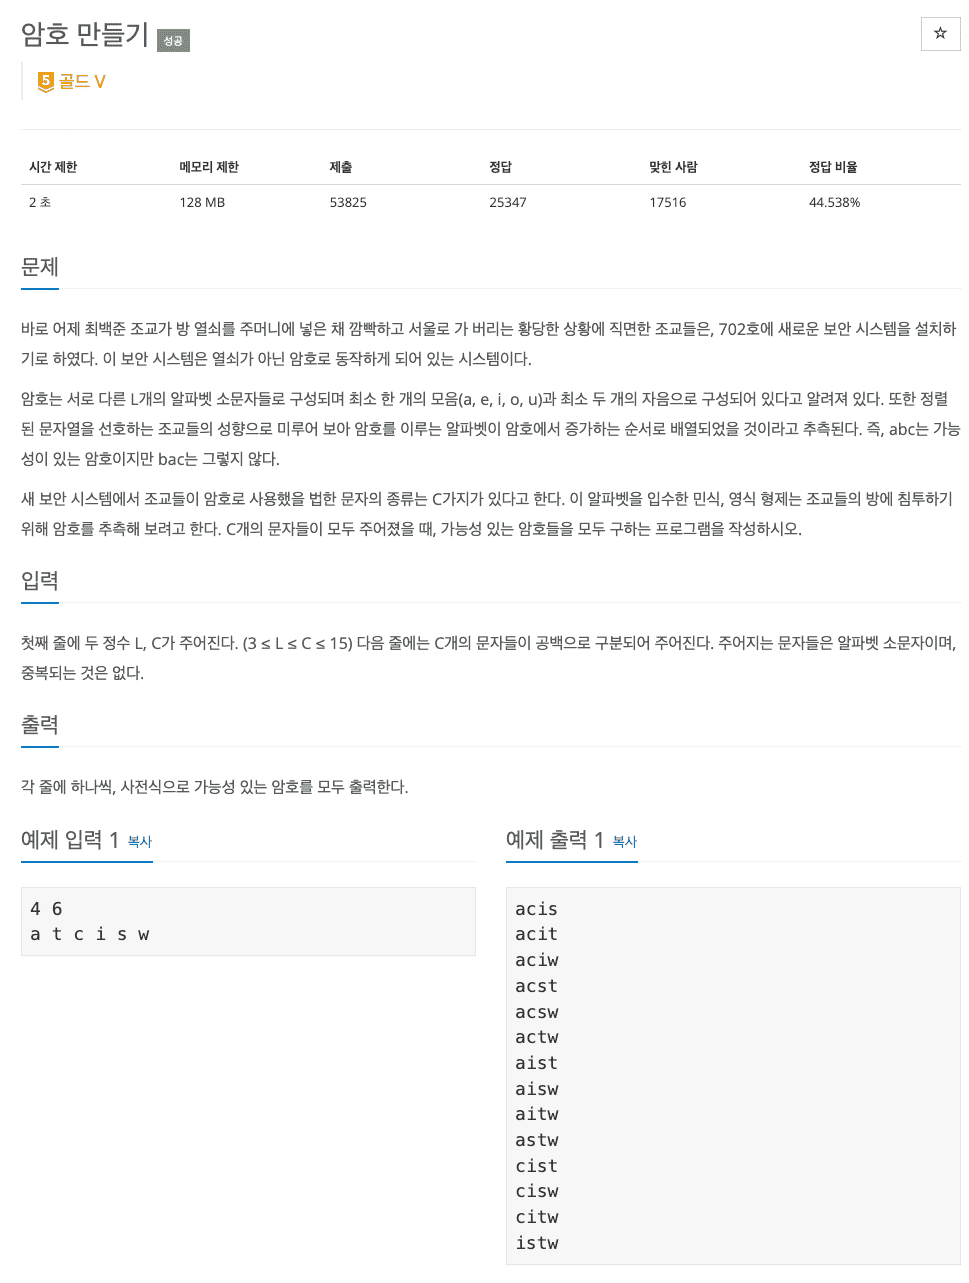 암호 만들기 성공
☆
5 골드 V
시간 제한 메모리 제한 제출 정답 맞힌 사람 정답 비율
2 초 128 MB 53825 25347 17516 44.538%
문제
바로 어제 최백준 조교가 방 열쇠를 주머니에 넣은 채 깜빡하고 서울로 가 버리는 황당한 상황에 직면한 조교들은, 702호에 새로운 보안 시스템을 설치하
기로 하였다. 이 보안 시스템은 열쇠가 아닌 암호로 동작하게 되어 있는 시스템이다.
암호는 서로 다른 L개의 알파벳 소문자들로 구성되며 최소 한 개의 모음(a, e, i, o, u)과 최소 두 개의 자음으로 구성되어 있다고 알려져 있다. 또한 정렬
된 문자열을 선호하는 조교들의 성향으로 미루어 보아 암호를 이루는 알파벳이 암호에서 증가하는 순서로 배열되었을 것이라고 추측된다. 즉, abc는 가능
성이 있는 암호이지만 bac는 그렇지 않다.
새 보안 시스템에서 조교들이 암호로 사용했을 법한 문자의 종류는 C가지가 있다고 한다. 이 알파벳을 입수한 민식, 영식 형제는 조교들의 방에 침투하기
위해 암호를 추측해 보려고 한다. C개의 문자들이 모두 주어졌을 때, 가능성 있는 암호들을 모두 구하는 프로그램을 작성하시오.
입력
첫째 줄에 두 정수 L, C가 주어진다. (3 ≤ L ≤ C ≤ 15) 다음 줄에는 C개의 문자들이 공백으로 구분되어 주어진다. 주어지는 문자들은 알파벳 소문자이며,
중복되는 것은 없다.
출력
각 줄에 하나씩, 사전식으로 가능성 있는 암호를 모두 출력한다.
예제 입력 1 복사
4 6
a t c i s w
예제 출력 1 복사
acis
acit
aciw
acst
acsw
actw
aist
aisw
aitw
astw
cist
cisw
citw
istw